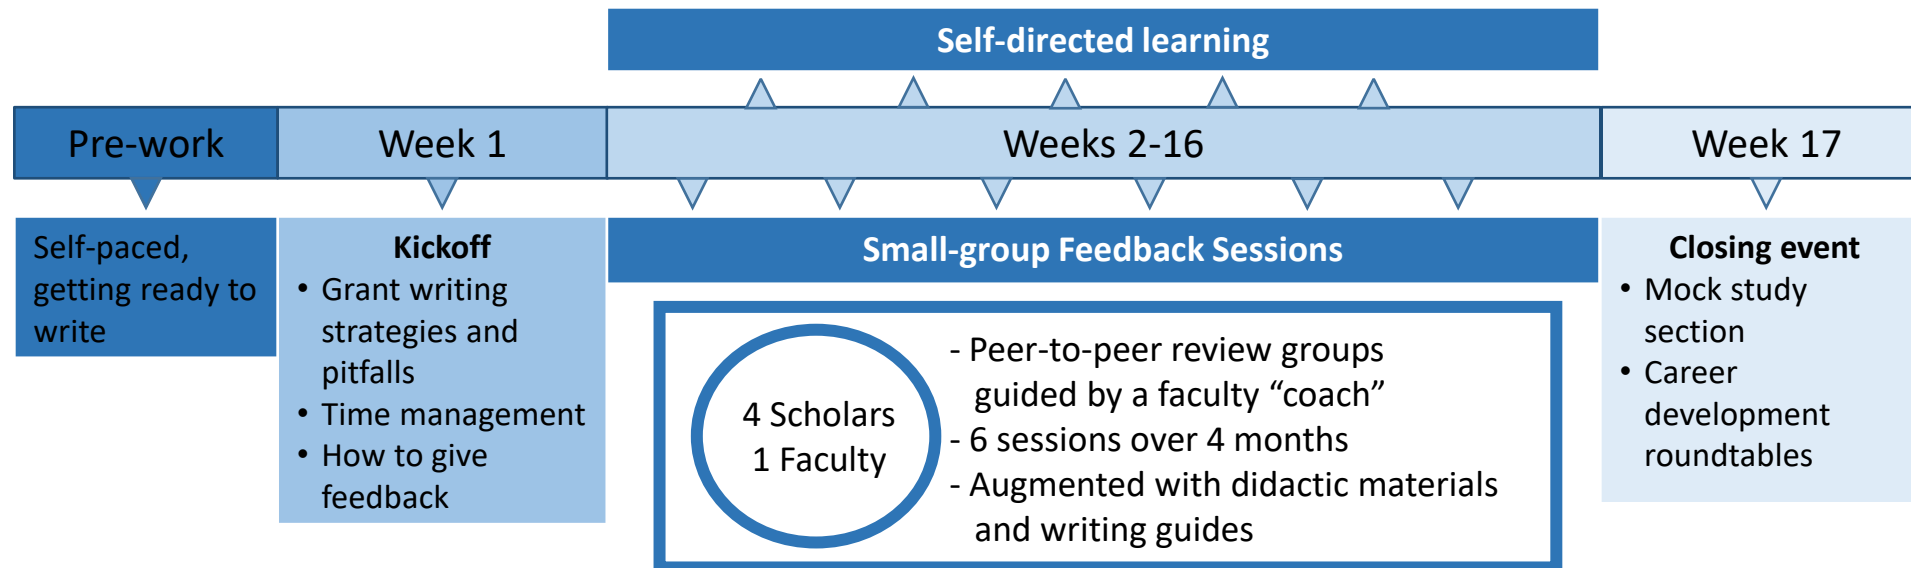 Self-directed learning
Pre-work
Week 1
Weeks 2-16
Week 17
Self-paced,
getting ready to
write
Kickoff
• Grant writing
strategies and
pitfalls
• Time management
• How to give
feedback
Small-group Feedback Sessions
4 Scholars
1 Faculty
- Peer-to-peer review groups
guided by a faculty “coach”
- 6 sessions over 4 months
- Augmented with didactic materials
and writing guides
Closing event
• Mock study
section
• Career
development
roundtables